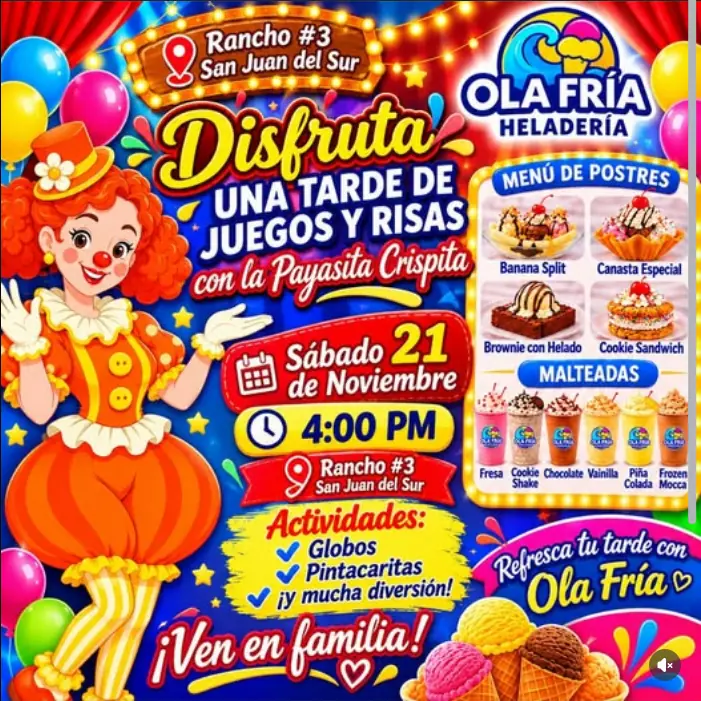 Rancho #3
San Juan del Sur
OLA FRÍA
HELADERÍA
Disfruta
UNA TARDE DE
JUEGOS Y RISAS
con la Payasita Crispita
Sábado 21
de Noviembre
4:00 PM
Rancho #3
San Juan del Sur
Actividades:
Globos
Pintacaritas
¡y mucha diversión!
¡Ven en familia!
MENÚ DE POSTRES
Banana Split
Canasta Especial
Brownie con Helado
Cookie Sandwich
MALTEADAS
Fresa
Cookie
Shake
Chocolate
Vainilla
Piña
Colada
Frozen
Mocca
Refresca tu tarde con
Ola Fría